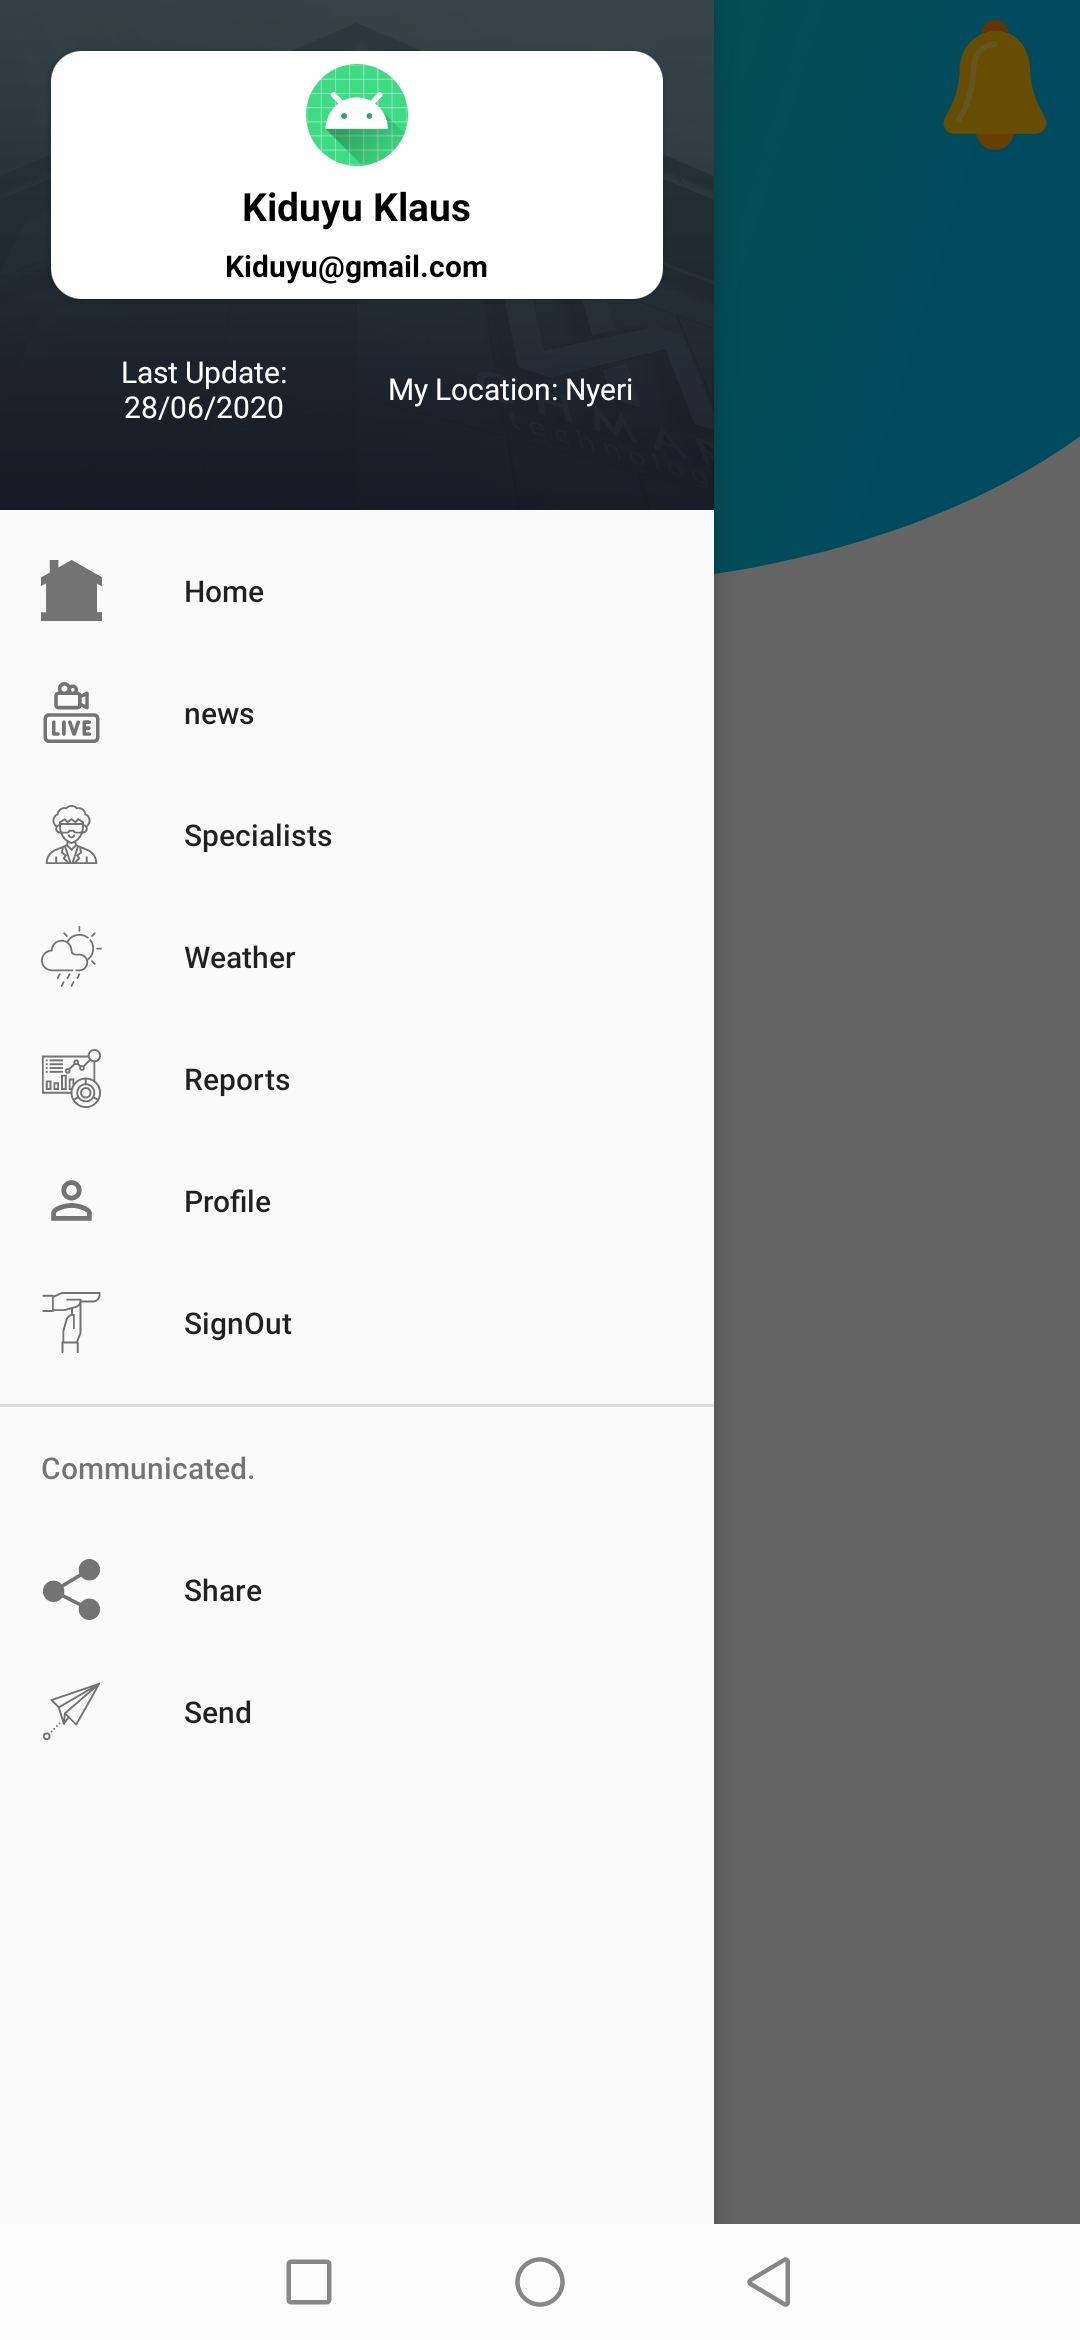 Kiduyu Klaus
Kiduyu@gmail.com
Last Update:
28/06/2020
My Location: Nyeri
Home
LIVE
news
Specialists
Weather
Reports
Profile
SignOut
Communicated.
Share
Send